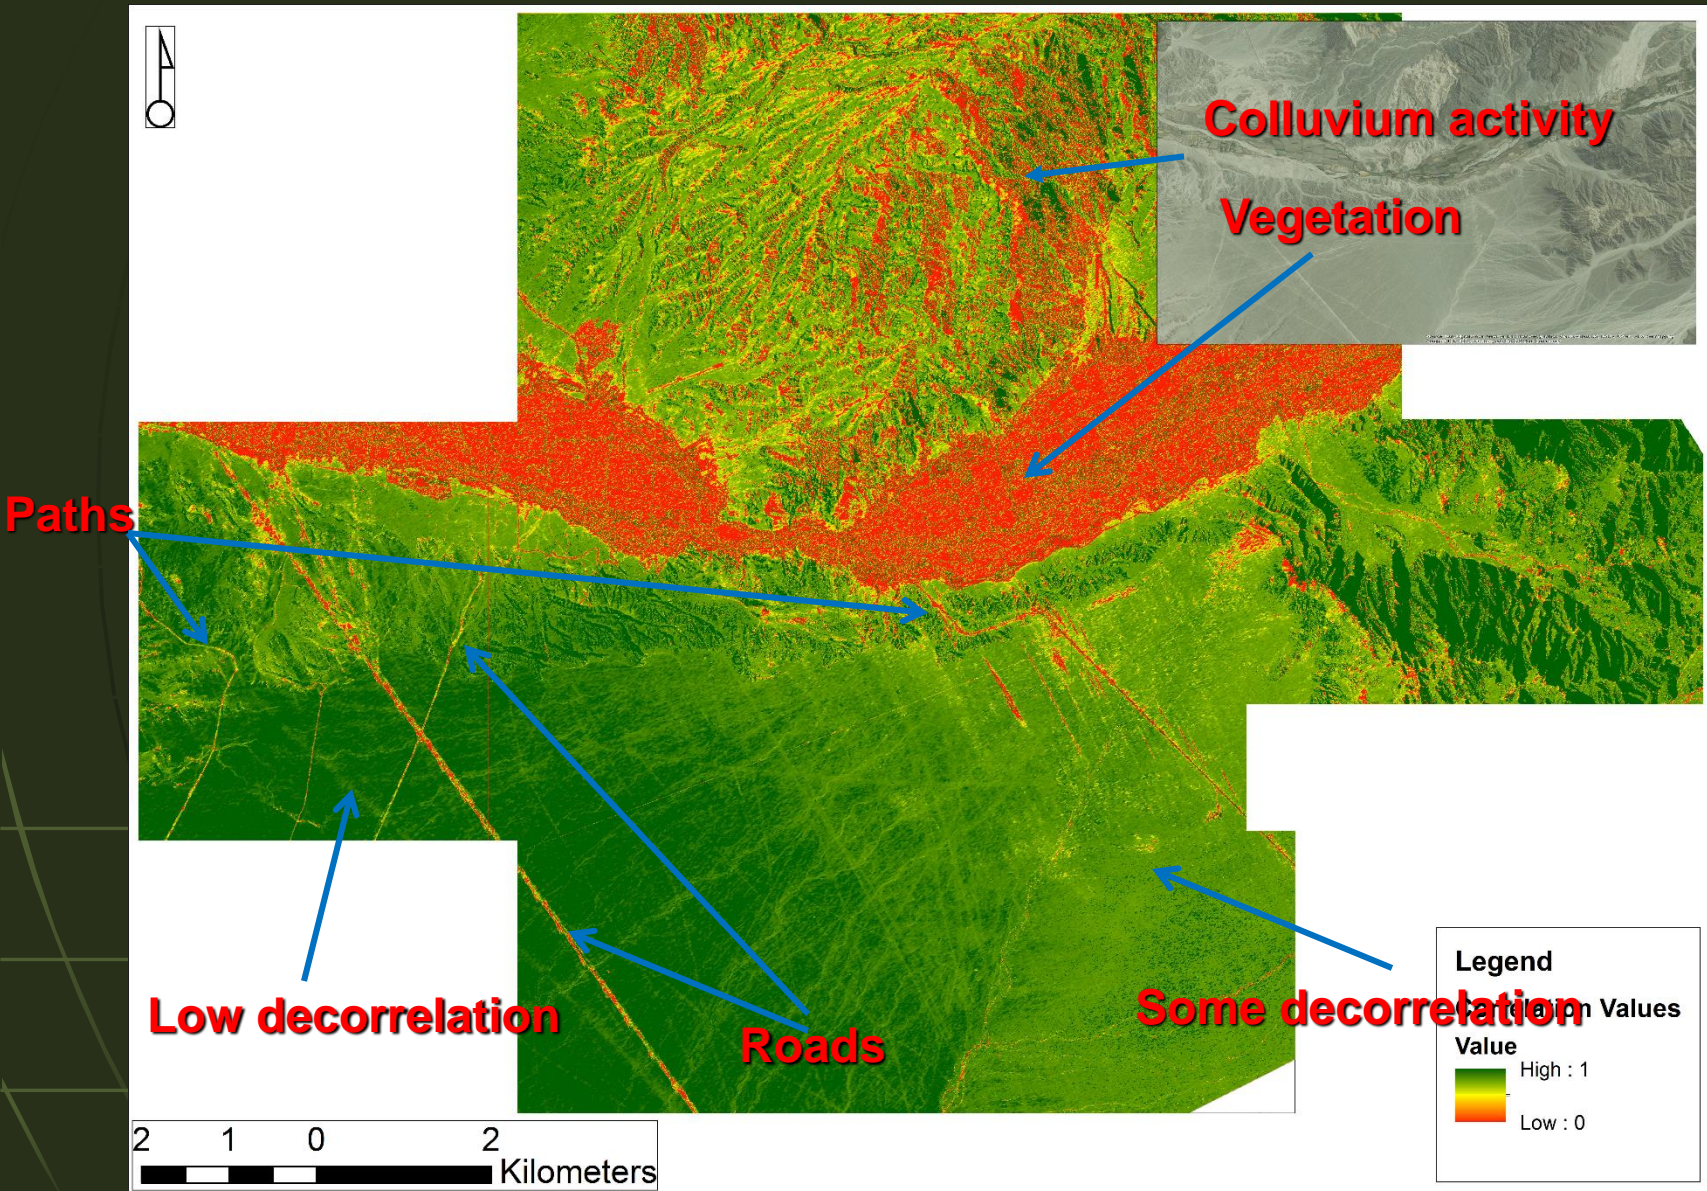 Colluvium activity
Vegetation
Paths
Low decorrelation
Roads
Some decorrelation
Legend
Correlation Values
Value
High : 1
Low : 0
2 1 0 2
Kilometers